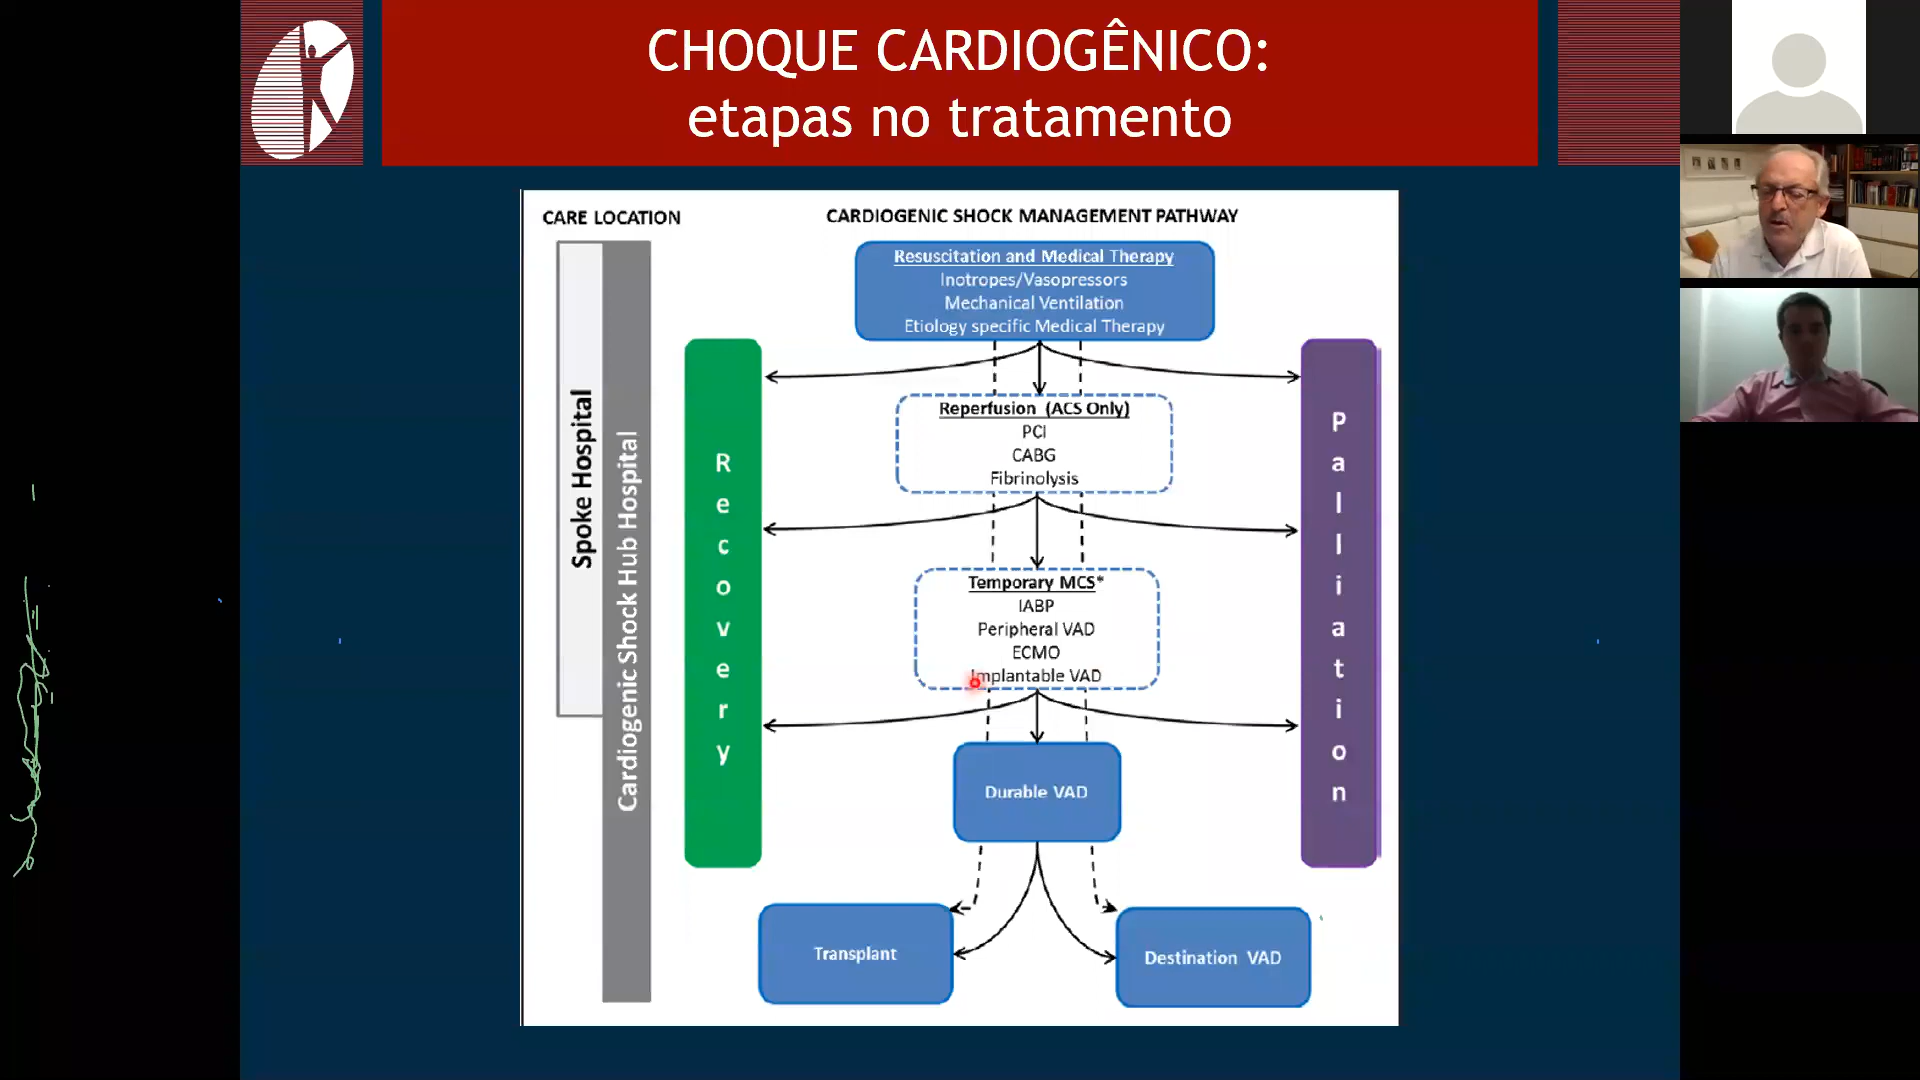 CHOQUE CARDIOGÊNICO:
etapas no tratamento
CARE LOCATION
CARDIOGENIC SHOCK MANAGEMENT PATHWAY
Spoke Hospital
Cardiogenic Shock Hub Hospital
Resuscitation and Medical Therapy
Inotropes/Vasopressors
Mechanical Ventilation
Etiology specific Medical Therapy
Recovery
Reperfusion (ACS Only)
PCI
CABG
Fibrinolysis
Temporary MCS*
IABP
Peripheral VAD
ECMO
Implantable VAD
Palliation
Durable VAD
Transplant
Destination VAD